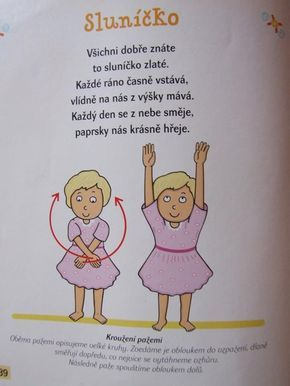 Sluníčko
Všichni dobře znáte
to sluníčko zlaté.
Každé ráno časně vstává,
vlídně na nás z výšky mává.
Každý den se z nebe směje,
paprsky nás krásně hřeje.
Kroužení pažemi
Oběma pažemi opisujeme velké kruhy. Zvedáme je obloukem do vzpažení, dlaně
směřují dopředu, co nejvíce se vytáhneme vzhůru.
Následně paže spouštíme obloukem dolů.
39